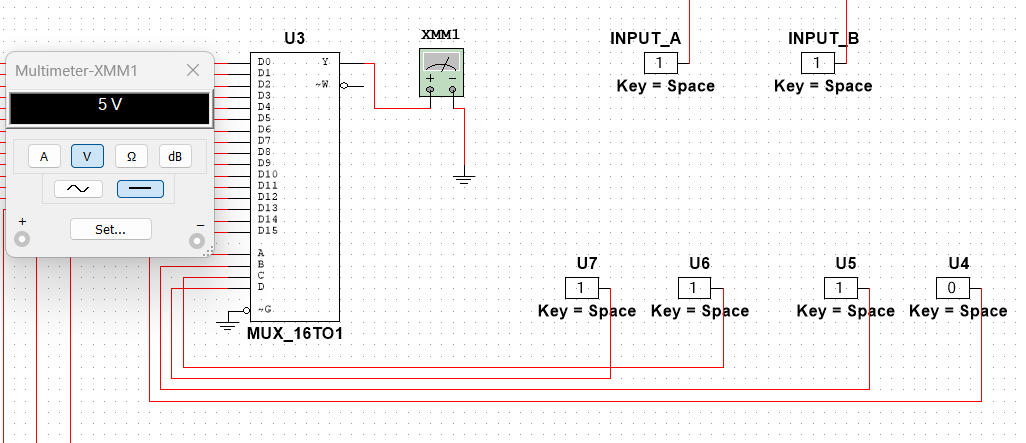 Multimeter-XMM1
5 V
A
V
Ω
dB
+
Set...
−
U3
D0
D1
D2
D3
D4
D5
D6
D7
D8
D9
D10
D11
D12
D13
D14
D15
A
B
C
D
~G
Y
~W
MUX_16TO1
XMM1
+
−
INPUT_A
1
Key = Space
INPUT_B
1
Key = Space
U7
1
Key = Space
U6
1
Key = Space
U5
1
Key = Space
U4
0
Key = Space